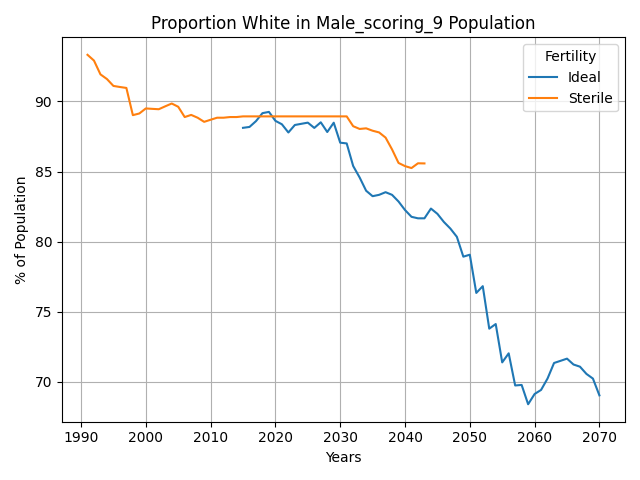 Proportion White in Male_scoring_9 Population
Fertility
Ideal
Sterile
% of Population
90
85
80
75
70
1990 2000 2010 2020 2030 2040 2050 2060 2070
Years